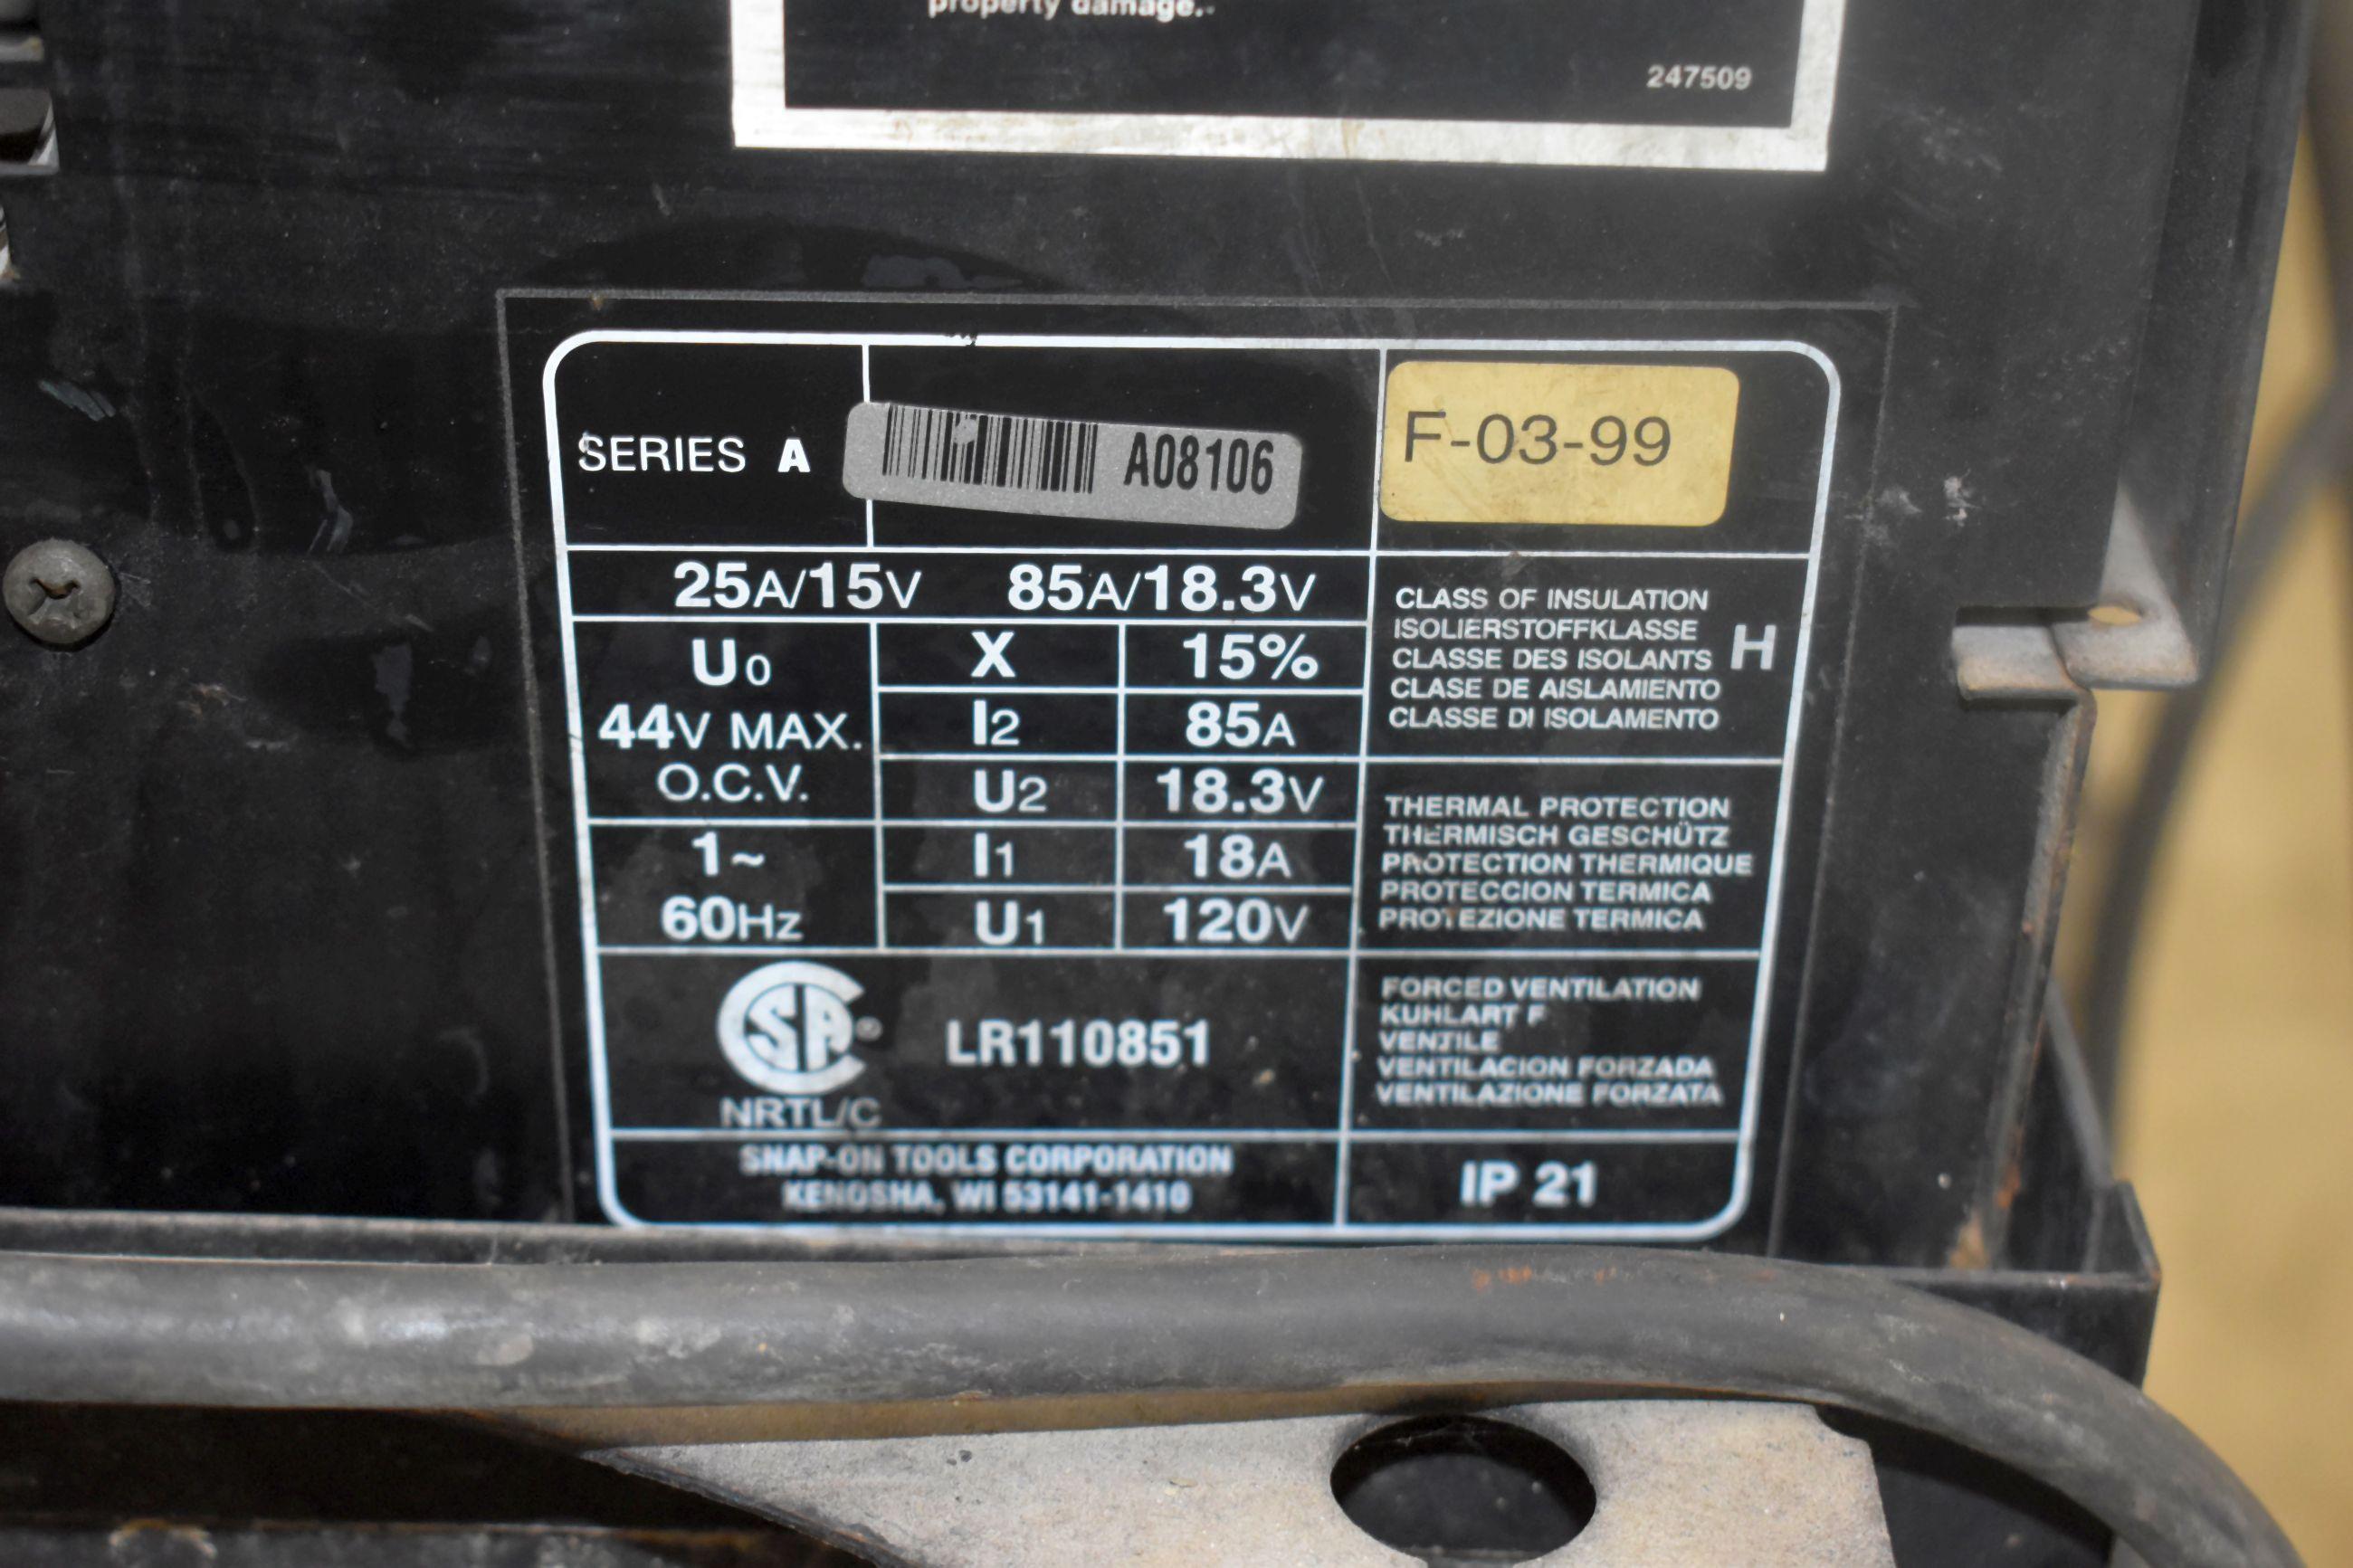 property damage.
247509
SERIES A
A08106
F-03-99
25A/15V 85A/18.3V
U0
44V MAX.
O.C.V.
X 15%
I2 85A
U2 18.3V
1~
60Hz
I1 18A
U1 120V
CLASS OF INSULATION
ISOLIERSTOFFKLASSE
CLASSE DES ISOLANTS
CLASE DE AISLAMIENTO
CLASSE DI ISOLAMENTO
H
THERMAL PROTECTION
THERMISCH GESCHÜTZ
PROTECTION THERMIQUE
PROTECCION TERMICA
PROTEZIONE TERMICA
CSA®
NRTL/C
LR110851
FORCED VENTILATION
KUHLART F
VENTILE
VENTILACION FORZADA
VENTILAZIONE FORZATA
SNAP-ON TOOLS CORPORATION
KENOSHA, WI 53141-1410
IP 21